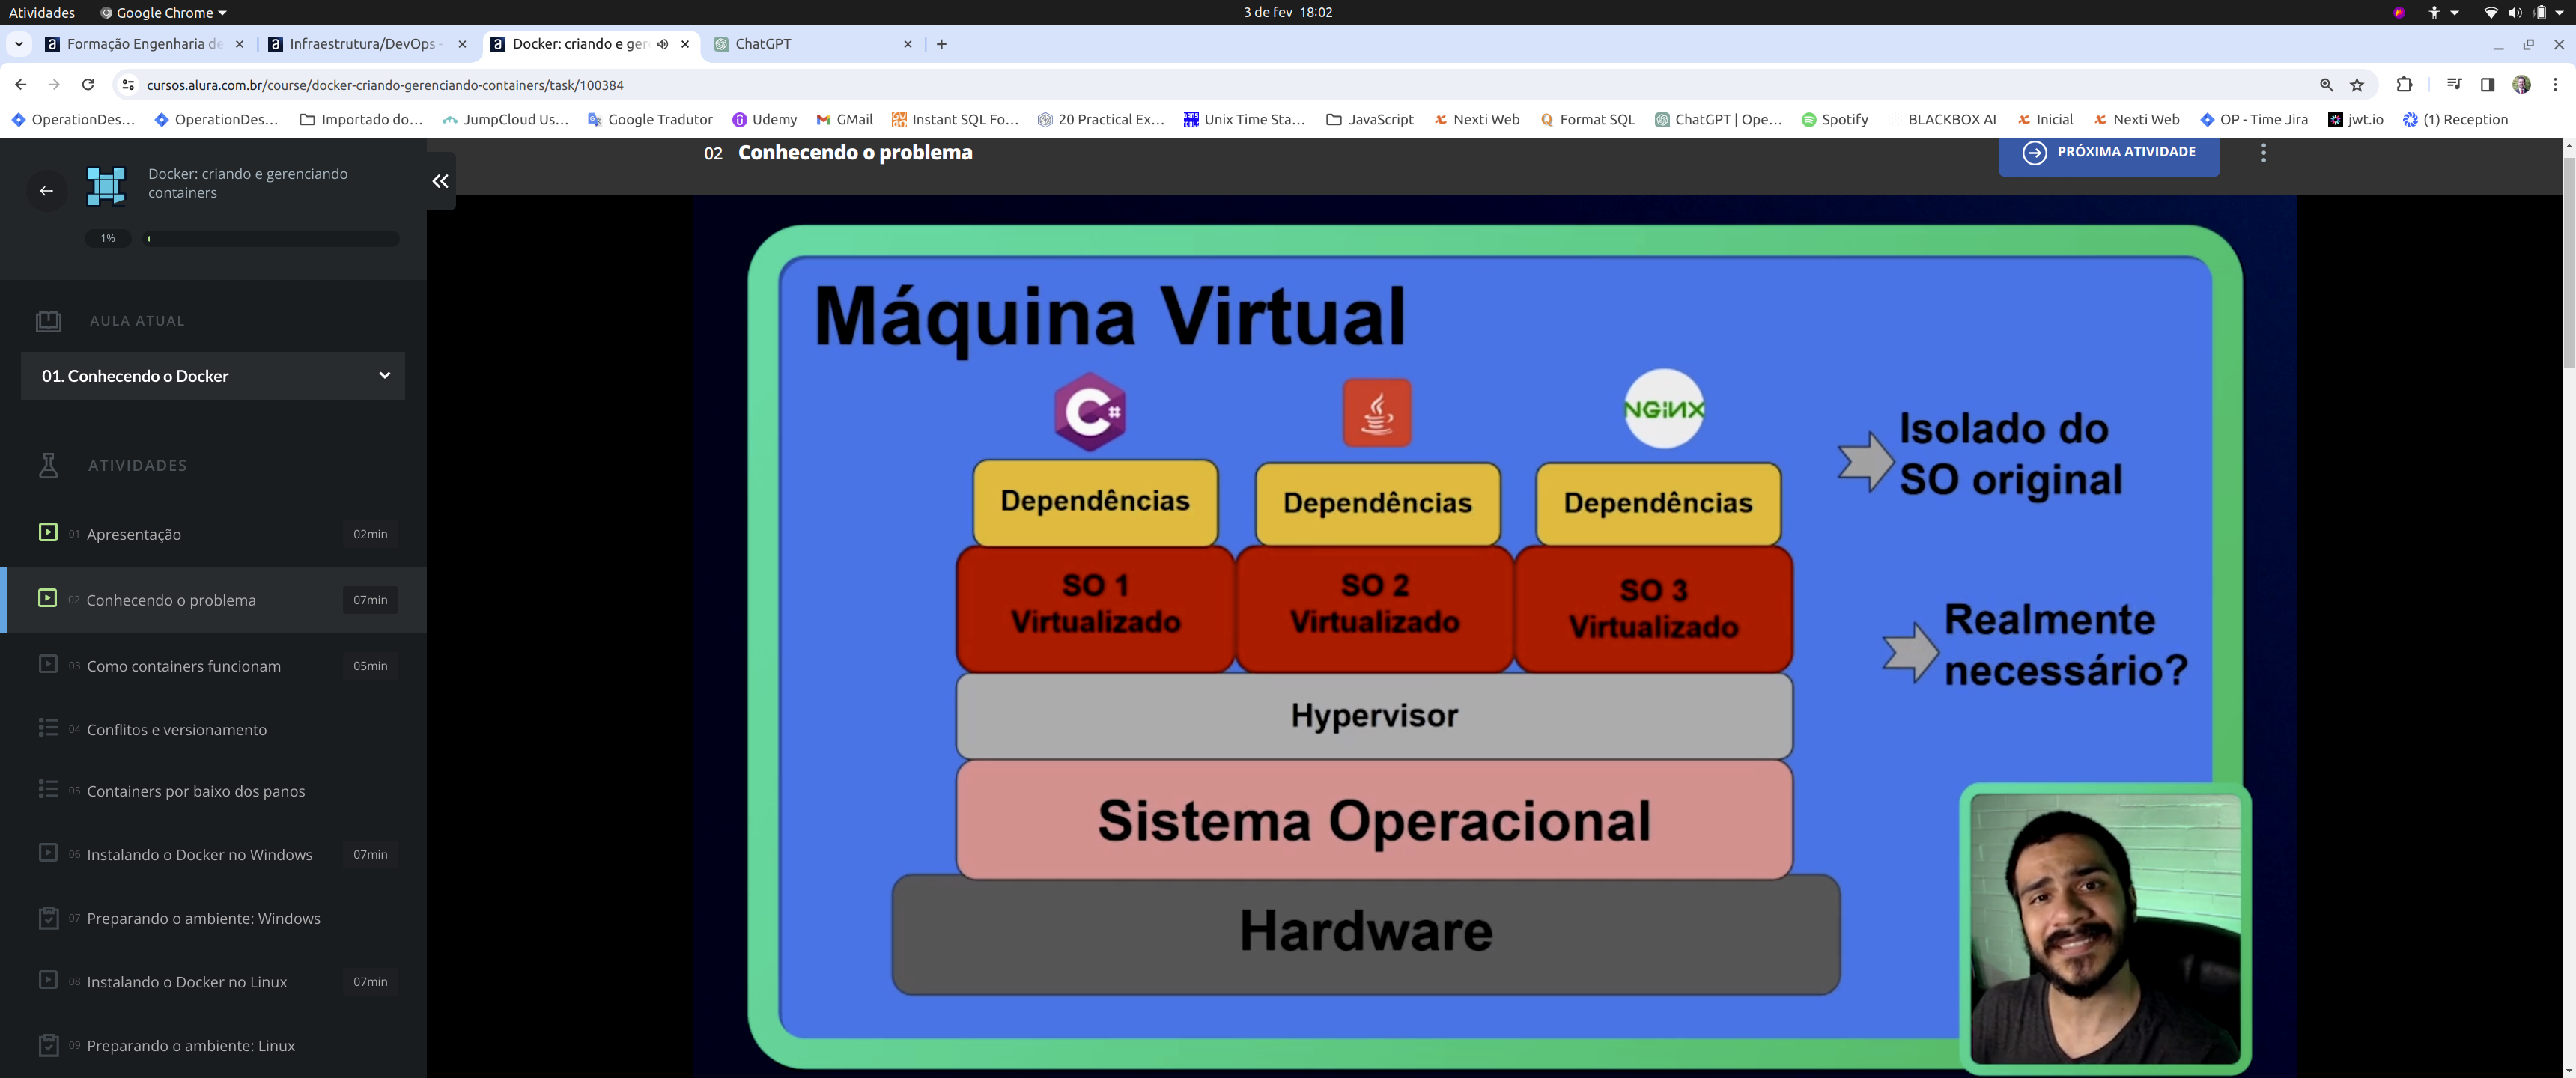 Atividades
Google Chrome
3 de fev 18:02
Formação Engenharia de
Infraestrutura/DevOps -
Docker: criando e ger
ChatGPT
cursos.alura.com.br/course/docker-criando-gerenciando-containers/task/100384
OperationDes...
OperationDes...
Importado do...
JumpCloud Us...
Google Tradutor
Udemy
GMail
Instant SQL Fo...
20 Practical Ex...
Unix Time Sta...
JavaScript
Nexti Web
Format SQL
ChatGPT | Ope...
Spotify
BLACKBOX AI
Inicial
Nexti Web
OP - Time Jira
jwt.io
(1) Reception
Docker: criando e gerenciando
containers
1%
AULA ATUAL
01. Conhecendo o Docker
ATIVIDADES
01 Apresentação 02min
02 Conhecendo o problema 07min
03 Como containers funcionam 05min
04 Conflitos e versionamento
05 Containers por baixo dos panos
06 Instalando o Docker no Windows 07min
07 Preparando o ambiente: Windows
08 Instalando o Docker no Linux 07min
09 Preparando o ambiente: Linux
02 Conhecendo o problema
PRÓXIMA ATIVIDADE
Máquina Virtual
C#
NGINX
Dependências
Dependências
Dependências
SO 1
Virtualizado
SO 2
Virtualizado
SO 3
Virtualizado
Hypervisor
Sistema Operacional
Hardware
Isolado do
SO original
Realmente
necessário?